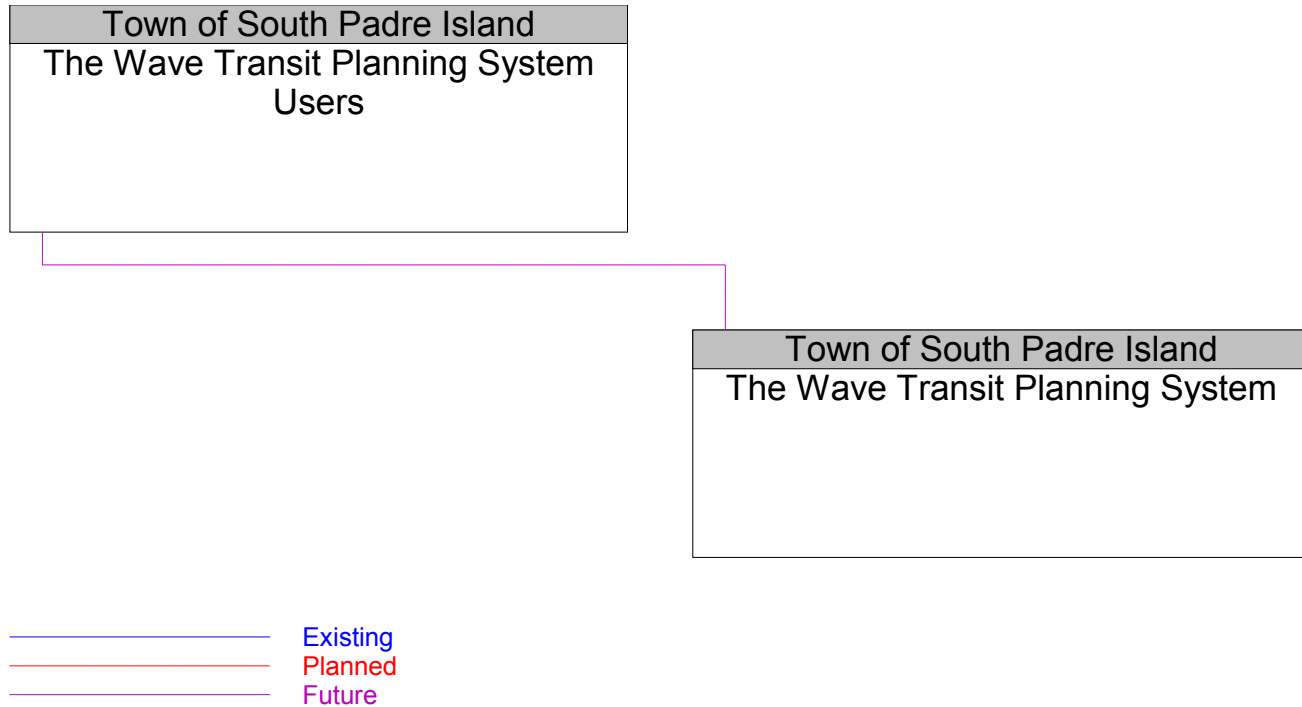 Town of South Padre Island
The Wave Transit Planning System
Users
Town of South Padre Island
The Wave Transit Planning System
Existing
Planned
Future